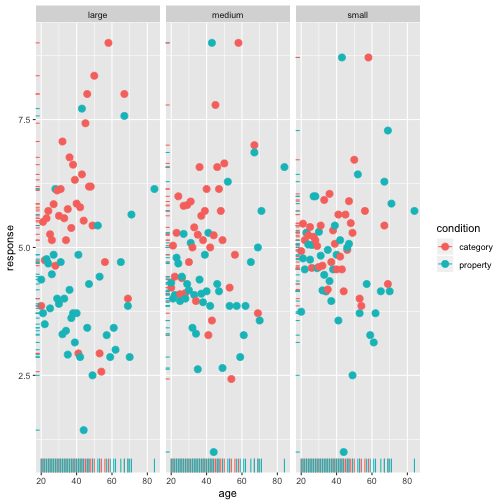 large medium small
7.5
5.0
2.5
response
20 40 60 80 20 40 60 80 20 40 60 80
age
condition
category
property